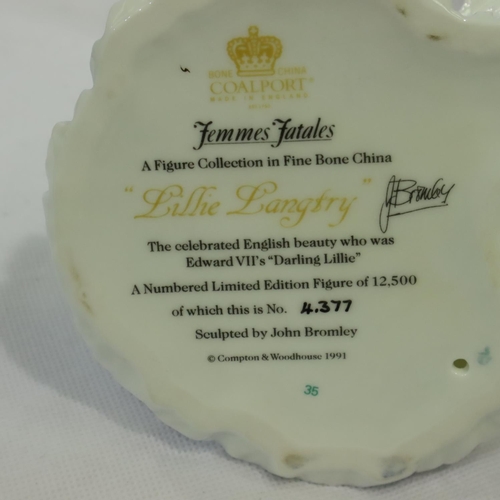 BONE CHINA
COALPORT
MADE IN ENGLAND
Femmes Fatales
A Figure Collection in Fine Bone China
"Lillie Langtry" J Bromley
The celebrated English beauty who was
Edward VII's "Darling Lillie"
A Numbered Limited Edition Figure of 12,500
of which this is No. 4,377
Sculpted by John Bromley
© Compton & Woodhouse 1991
35